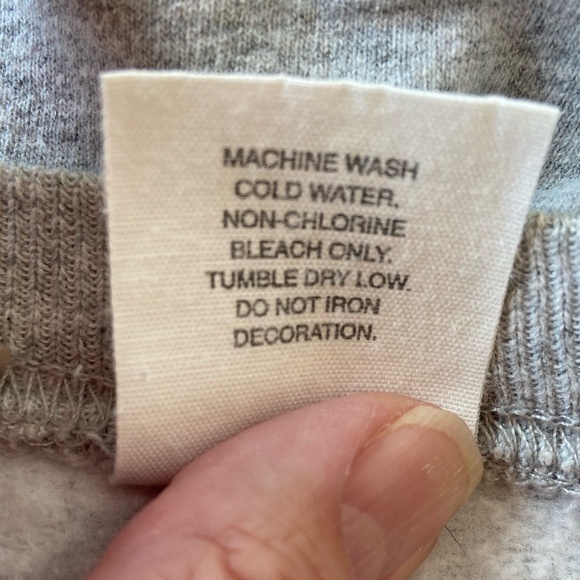 MACHINE WASH
COLD WATER.
NON-CHLORINE
BLEACH ONLY.
TUMBLE DRY LOW.
DO NOT IRON
DECORATION.